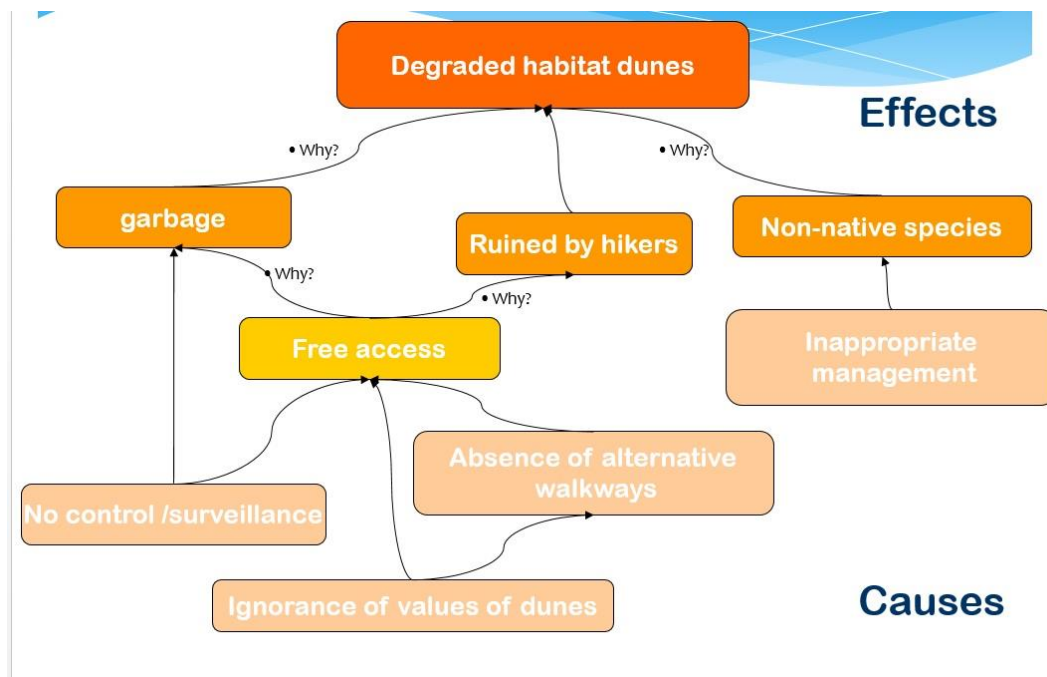 Degraded habitat dunes
Effects
• Why?
• Why?
garbage
Ruined by hikers
Non-native species
• Why?
• Why?
Free access
Inappropriate
management
Absence of alternative
walkways
No control /surveillance
Ignorance of values of dunes
Causes